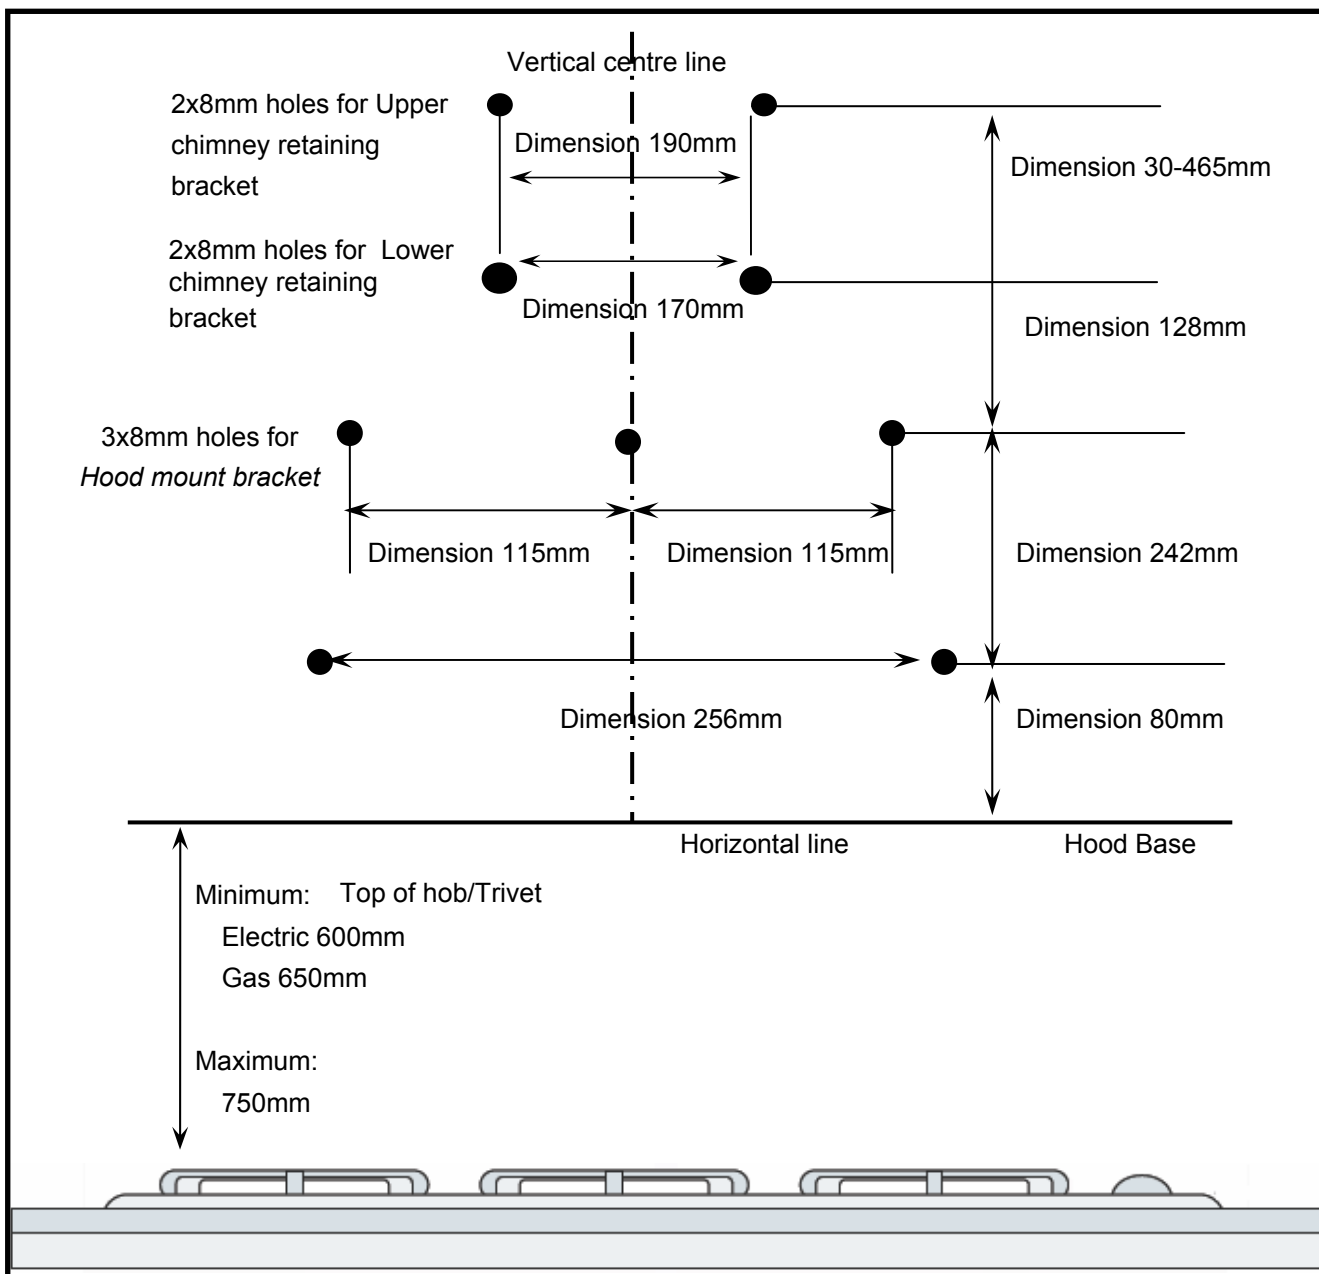 Vertical centre line
2x8mm holes for Upper
chimney retaining
bracket
Dimension 190mm
Dimension 30-465mm
2x8mm holes for  Lower
chimney retaining
bracket
Dimension 170mm
Dimension 128mm
3x8mm holes for
Hood mount bracket
Dimension 115mm
Dimension 115mm
Dimension 242mm
Dimension 256mm
Dimension 80mm
Horizontal line
Hood Base
Minimum:
Top of hob/Trivet
Electric 600mm
Gas 650mm
Maximum:
750mm